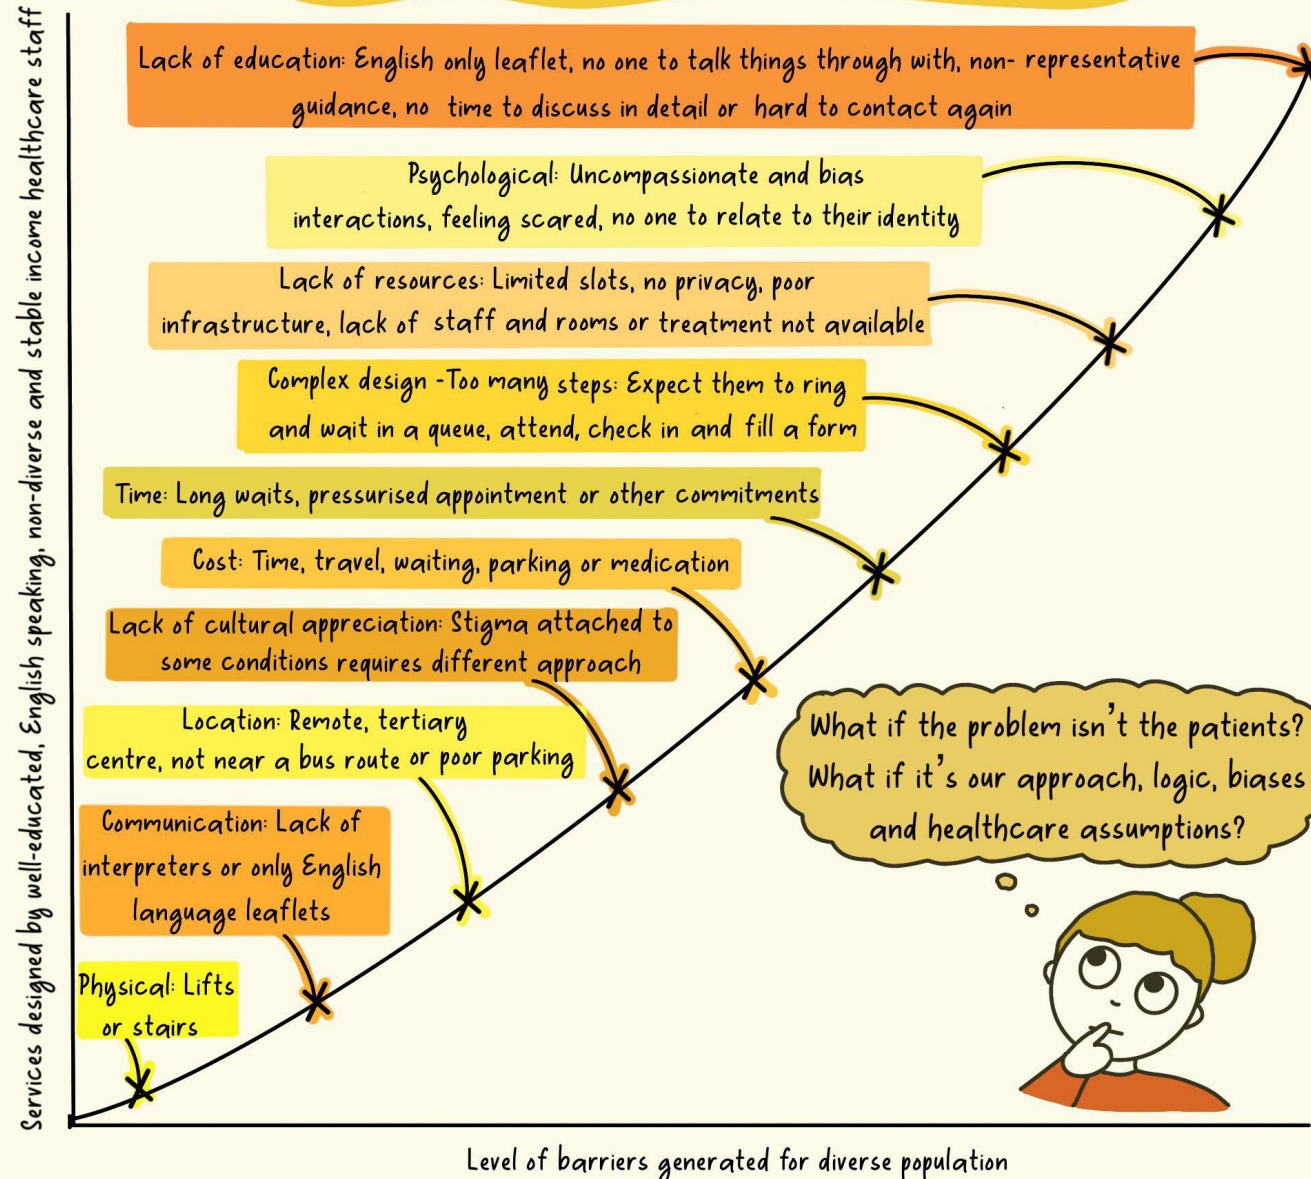 Services designed by well-educated, English speaking, non-diverse and stable income healthcare staff
Lack of education: English only leaflet, no one to talk things through with, non- representative
guidance, no time to discuss in detail or hard to contact again
Psychological: Uncompassionate and bias
interactions, feeling scared, no one to relate to their identity
Lack of resources: Limited slots, no privacy, poor
infrastructure, lack of staff and rooms or treatment not available
Complex design -Too many steps: Expect them to ring
and wait in a queue, attend, check in and fill a form
Time: Long waits, pressurised appointment or other commitments
Cost: Time, travel, waiting, parking or medication
Lack of cultural appreciation: Stigma attached to
some conditions requires different approach
Location: Remote, tertiary
centre, not near a bus route or poor parking
Communication: Lack of
interpreters or only English
language leaflets
Physical: Lifts
or stairs
What if the problem isn't the patients?
What if it's our approach, logic, biases
and healthcare assumptions?
Level of barriers generated for diverse population